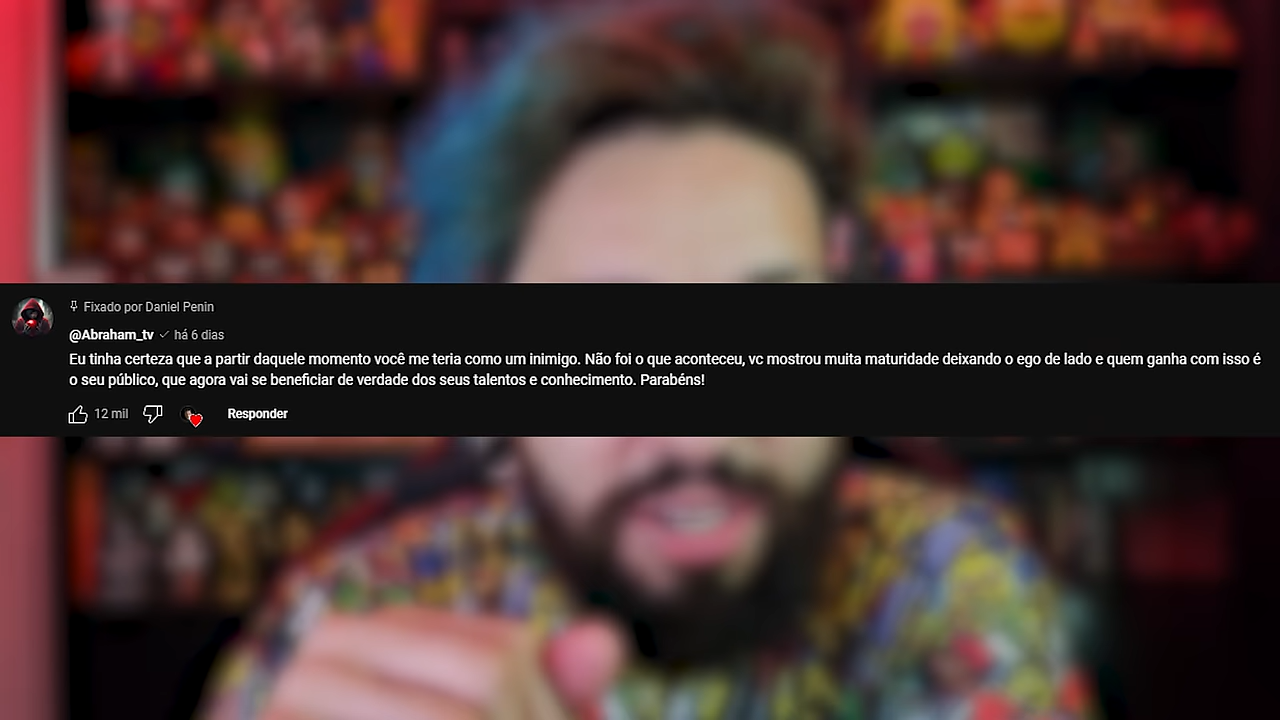 Fixado por Daniel Penin
@Abraham_tv há 6 dias
Eu tinha certeza que a partir daquele momento você me teria como um inimigo. Não foi o que aconteceu, vc mostrou muita maturidade deixando o ego de lado e quem ganha com isso é
o seu público, que agora vai se beneficiar de verdade dos seus talentos e conhecimento. Parabéns!
12 mil Responder